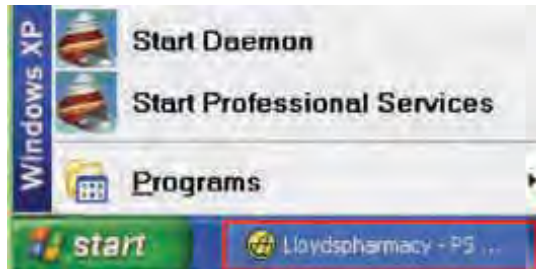 Windows XP
Start Daemon
Start Professional Services
Programs
start
Lloydspharmacy - PS ...